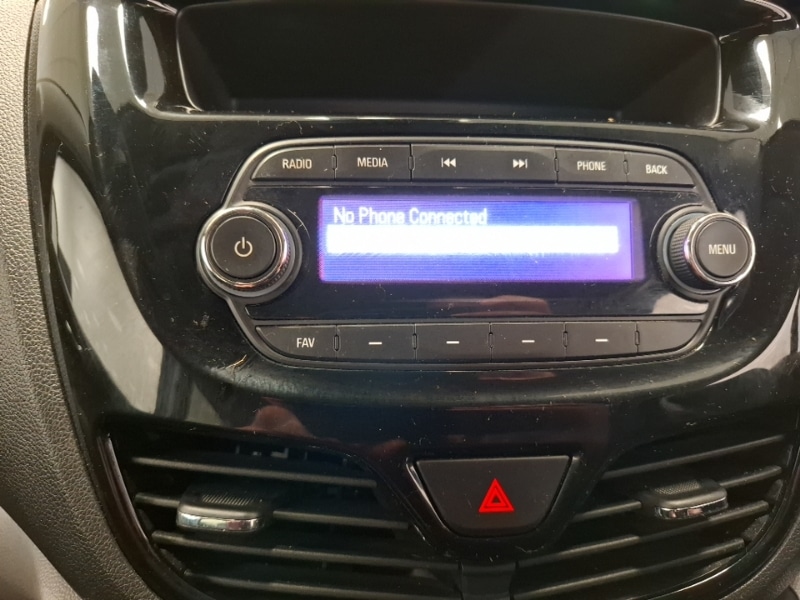 RADIO MEDIA PHONE BACK
No Phone Connected
MENU
FAV